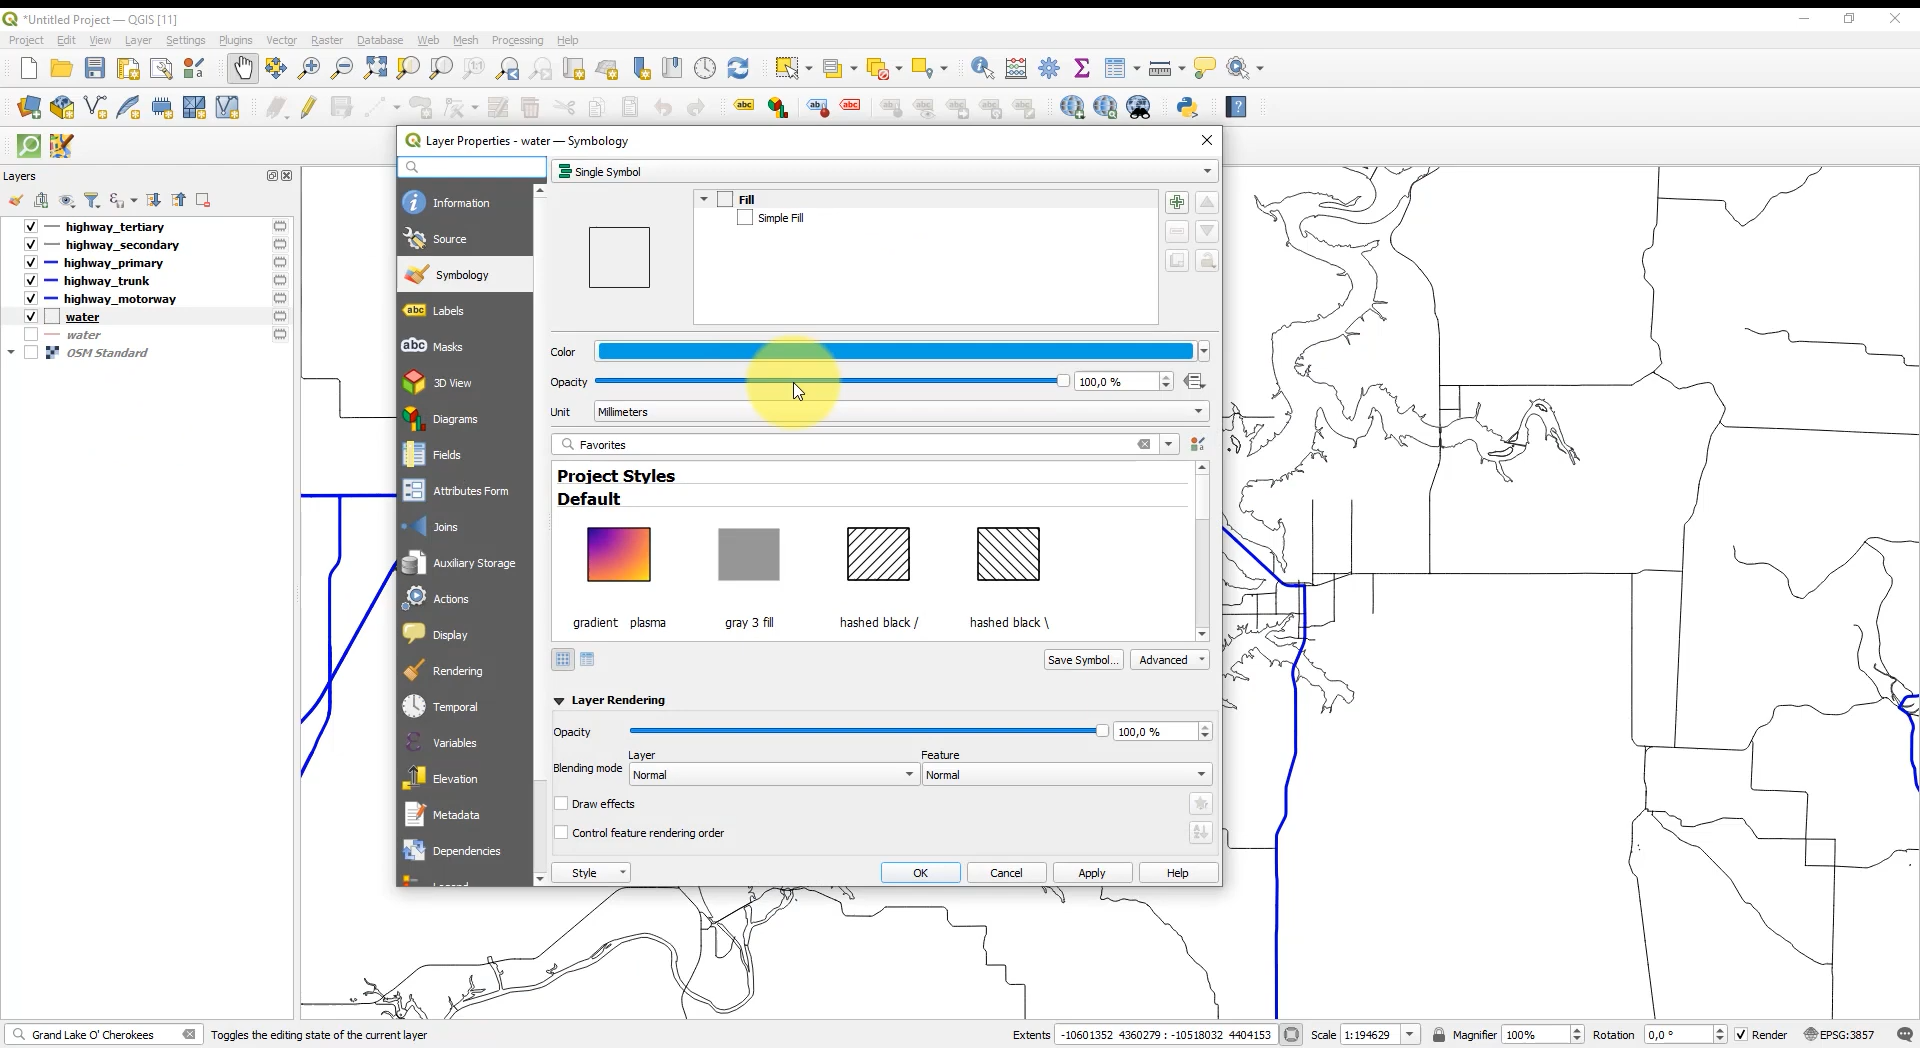 *Untitled Project — QGIS [11]
Project Edit View Layer Settings Plugins Vector Raster Database Web Mesh Processing Help
Layers
highway_tertiary
highway_secondary
highway_primary
highway_trunk
highway_motorway
water
water
OSM Standard
Layer Properties - water — Symbology
Information
Source
Symbology
abc Labels
abc Masks
3D View
Diagrams
Fields
Attributes Form
Joins
Auxiliary Storage
Actions
Display
Rendering
Temporal
Variables
Elevation
Metadata
Dependencies
Single Symbol
Fill
Simple Fill
Color
Opacity 100,0 %
Unit Millimeters
Favorites
Project Styles
Default
gradient plasma gray 3 fill hashed black / hashed black \
Save Symbol... Advanced
Layer Rendering
Opacity 100,0 %
Layer Feature
Blending mode Normal Normal
Draw effects
Control feature rendering order
Style OK Cancel Apply Help
Grand Lake O' Cherokees Toggles the editing state of the current layer Extents -10601352 4360279 : -10518032 4404153 Scale 1:194629 Magnifier 100% Rotation 0,0 ° Render EPSG:3857